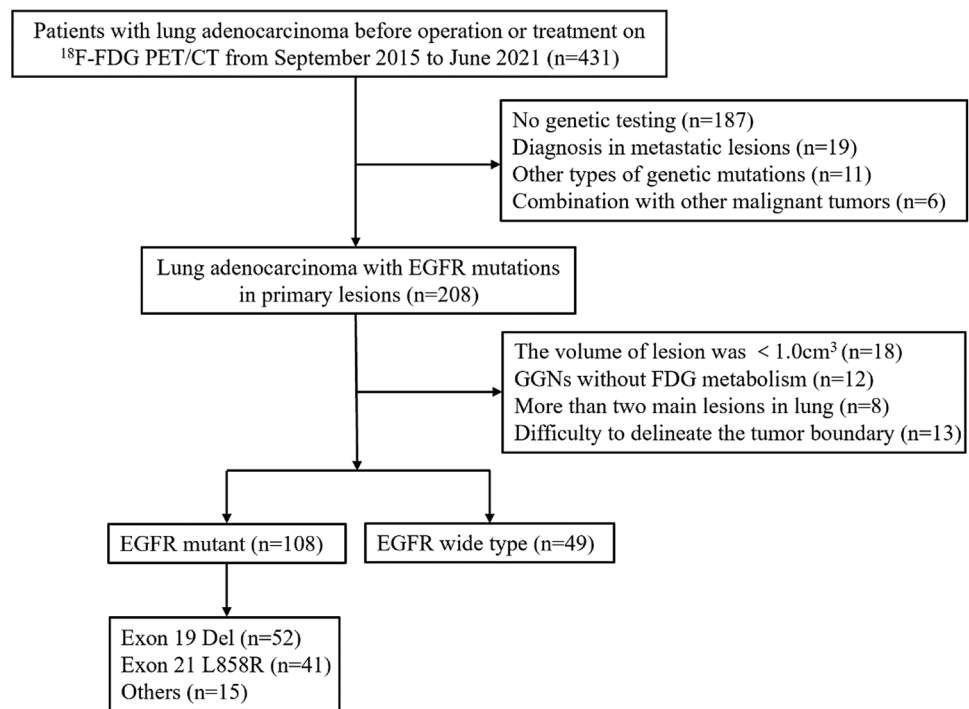 Patients with lung adenocarcinoma before operation or treatment on
¹⁸F-FDG PET/CT from September 2015 to June 2021 (n=431)
No genetic testing (n=187)
Diagnosis in metastatic lesions (n=19)
Other types of genetic mutations (n=11)
Combination with other malignant tumors (n=6)
Lung adenocarcinoma with EGFR mutations
in primary lesions (n=208)
The volume of lesion was < 1.0cm³ (n=18)
GGNs without FDG metabolism (n=12)
More than two main lesions in lung (n=8)
Difficulty to delineate the tumor boundary (n=13)
EGFR mutant (n=108)
EGFR wide type (n=49)
Exon 19 Del (n=52)
Exon 21 L858R (n=41)
Others (n=15)